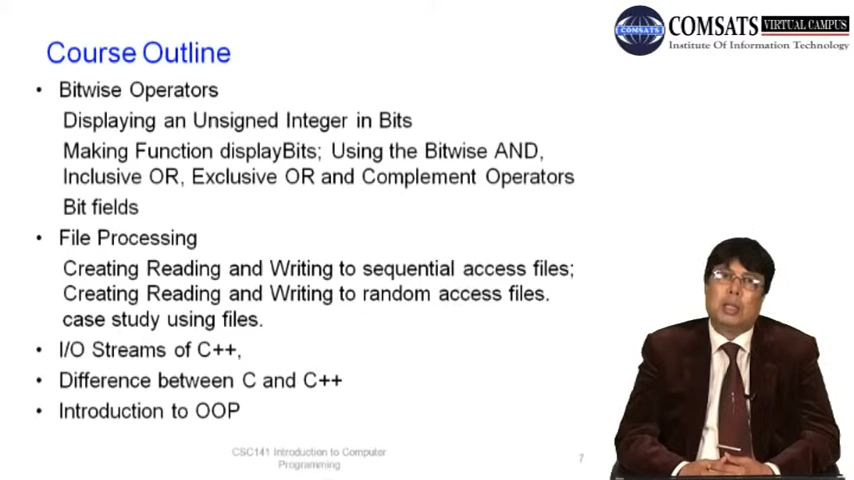 COMSATS VIRTUAL CAMPUS
COMSATS
Institute Of Information Technology
Course Outline
• Bitwise Operators
Displaying an Unsigned Integer in Bits
Making Function displayBits; Using the Bitwise AND,
Inclusive OR, Exclusive OR and Complement Operators
Bit fields
• File Processing
Creating Reading and Writing to sequential access files;
Creating Reading and Writing to random access files.
case study using files.
• I/O Streams of C++,
• Difference between C and C++
• Introduction to OOP
CSC141 Introduction to Computer
Programming
7